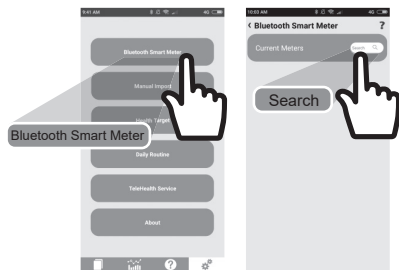 9:41 AM
4G
Bluetooth Smart Meter
Manual Import
Health Target
Bluetooth Smart Meter
Daily Routine
TeleHealth Service
About
?
10:03 AM
4G
< Bluetooth Smart Meter ?
Current Meters Search
Search